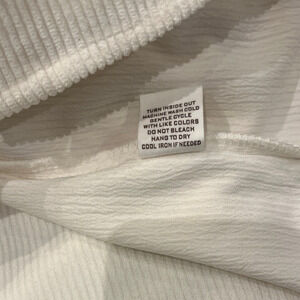 TURN INSIDE OUT
MACHINE WASH COLD
GENTLE CYCLE
WITH LIKE COLORS
DO NOT BLEACH
HANG TO DRY
COOL IRON IF NEEDED